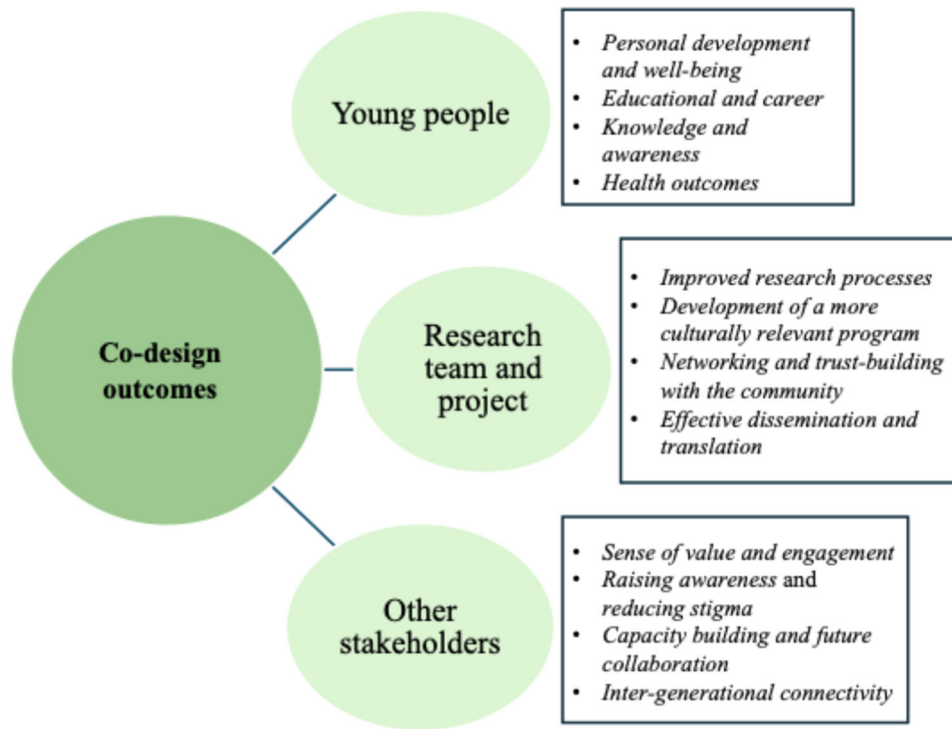 Co-design
outcomes
Young people
• Personal development
and well-being
• Educational and career
• Knowledge and
awareness
• Health outcomes
Research
team and
project
• Improved research processes
• Development of a more
culturally relevant program
• Networking and trust-building
with the community
• Effective dissemination and
translation
Other
stakeholders
• Sense of value and engagement
• Raising awareness and
reducing stigma
• Capacity building and future
collaboration
• Inter-generational connectivity